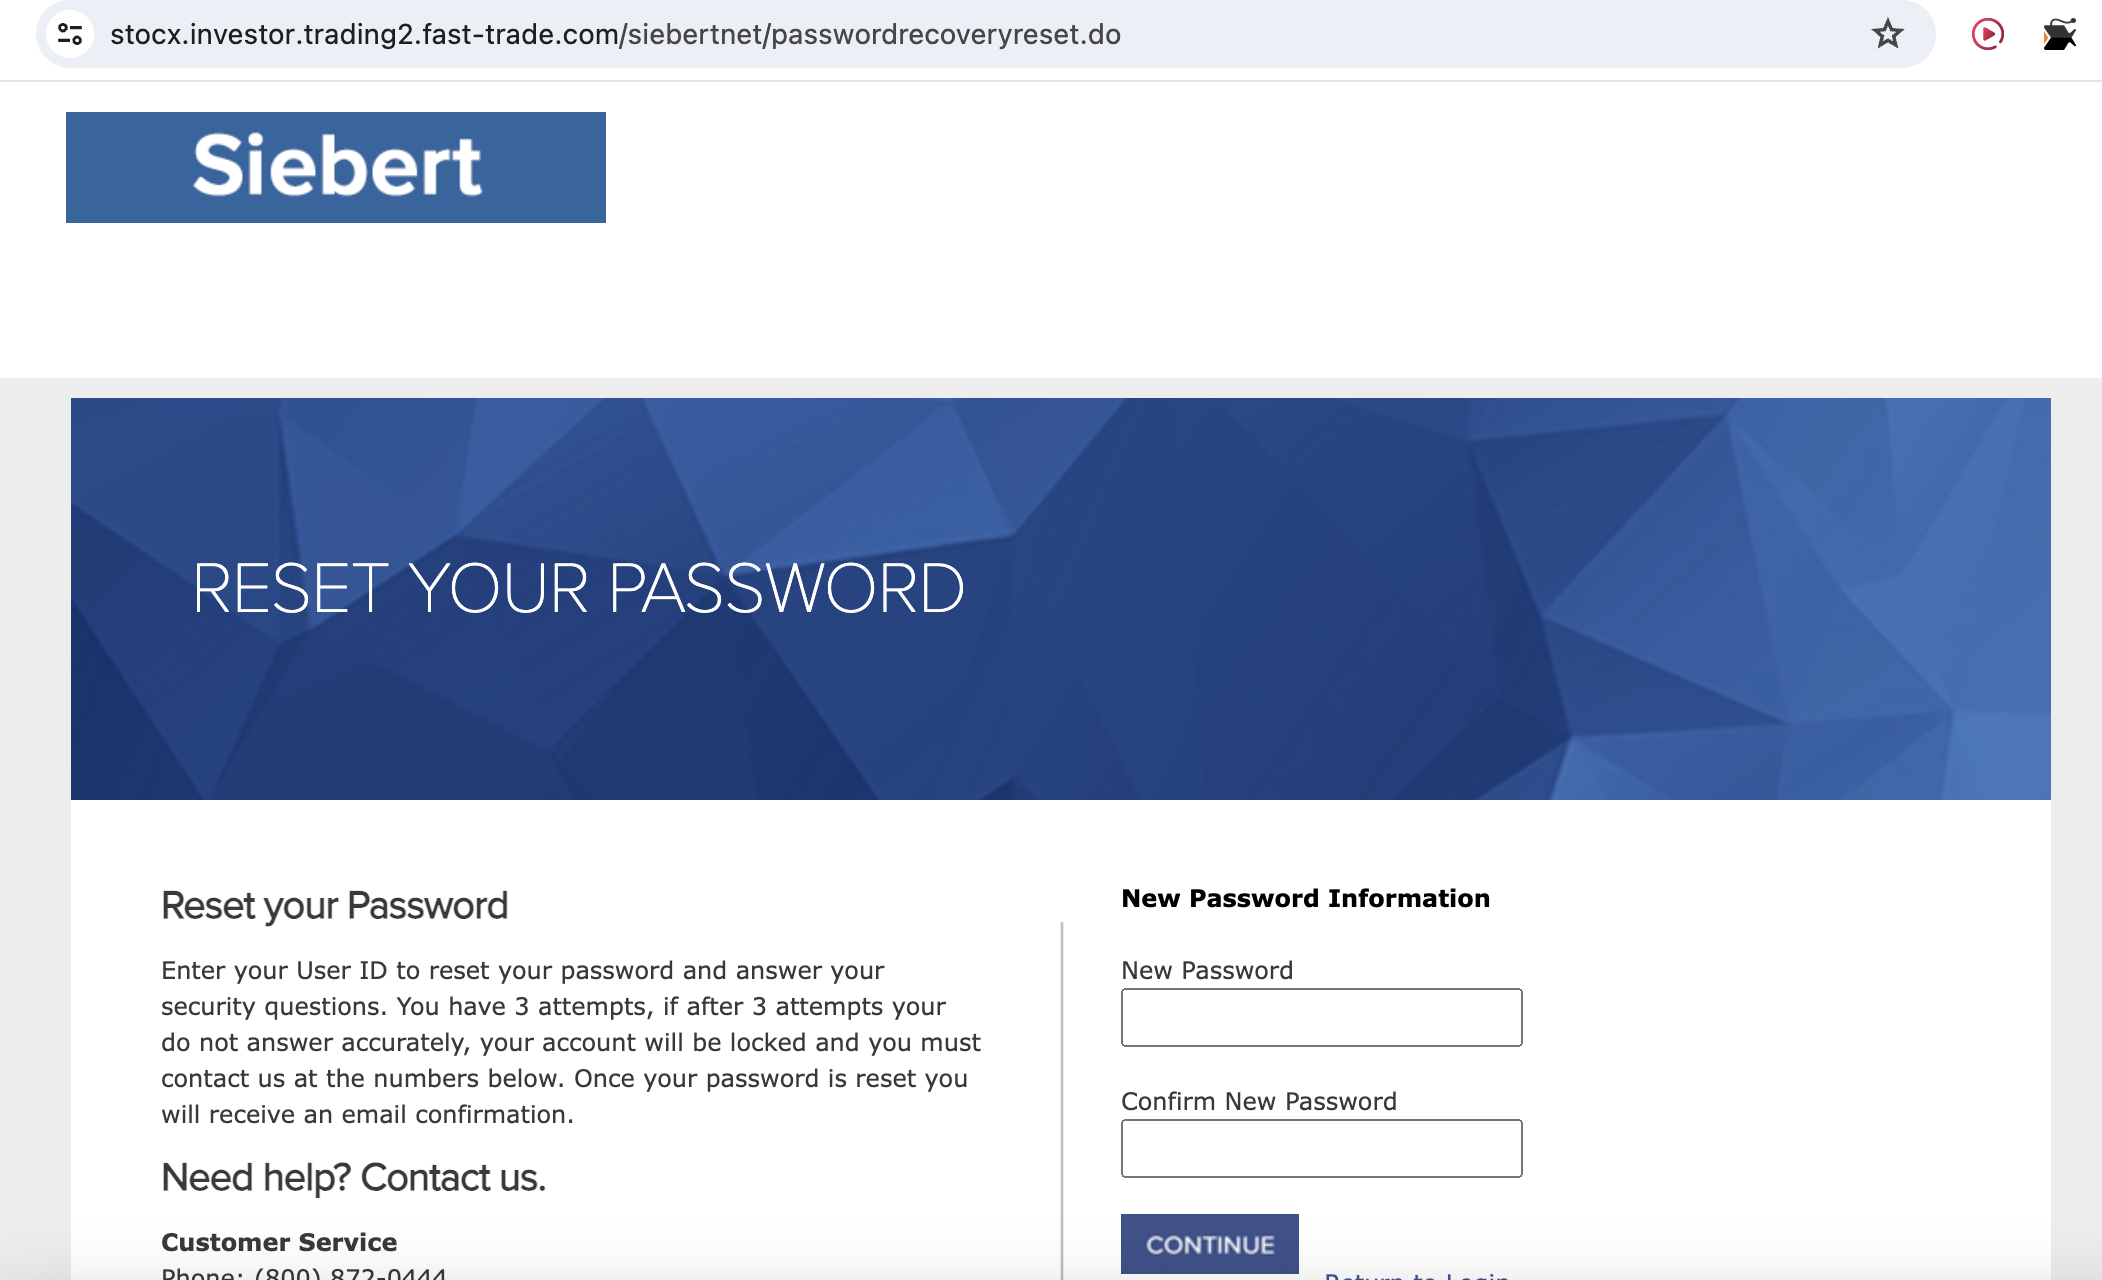 stocx.investor.trading2.fast-trade.com/siebertnet/passwordrecoveryreset.do
Siebert
RESET YOUR PASSWORD
Reset your Password
Enter your User ID to reset your password and answer your
security questions. You have 3 attempts, if after 3 attempts your
do not answer accurately, your account will be locked and you must
contact us at the numbers below. Once your password is reset you
will receive an email confirmation.
Need help? Contact us.
Customer Service
Phone: (800) 872-0444
New Password Information
New Password
Confirm New Password
CONTINUE
Return to Login